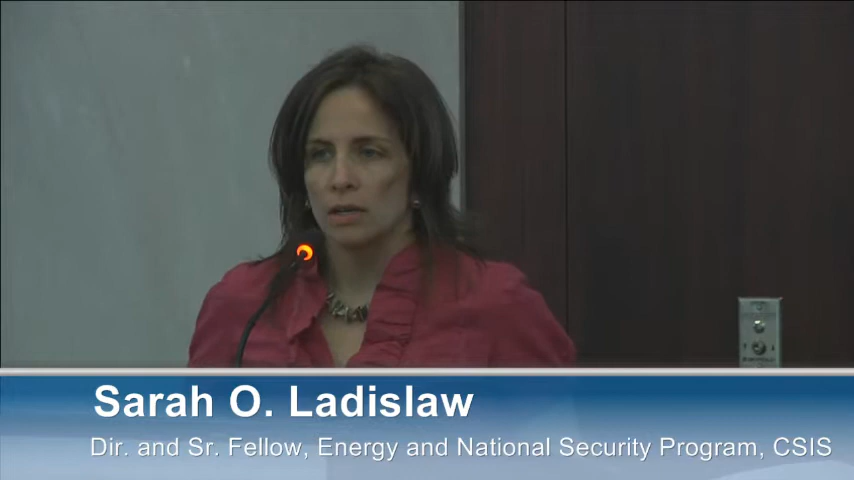 Sarah O. Ladislaw
Dir. and Sr. Fellow, Energy and National Security Program, CSIS